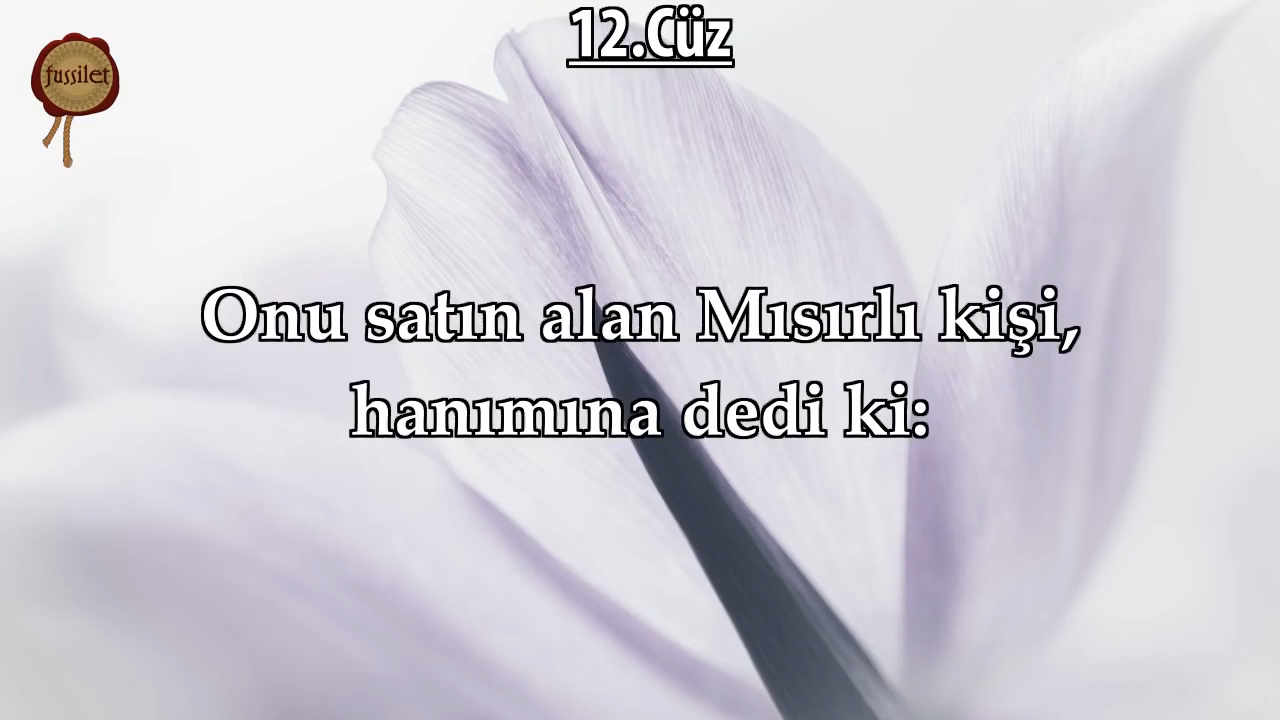 12.Cüz
fussilet
Onu satın alan Mısırlı kişi,
hanımına dedi ki: